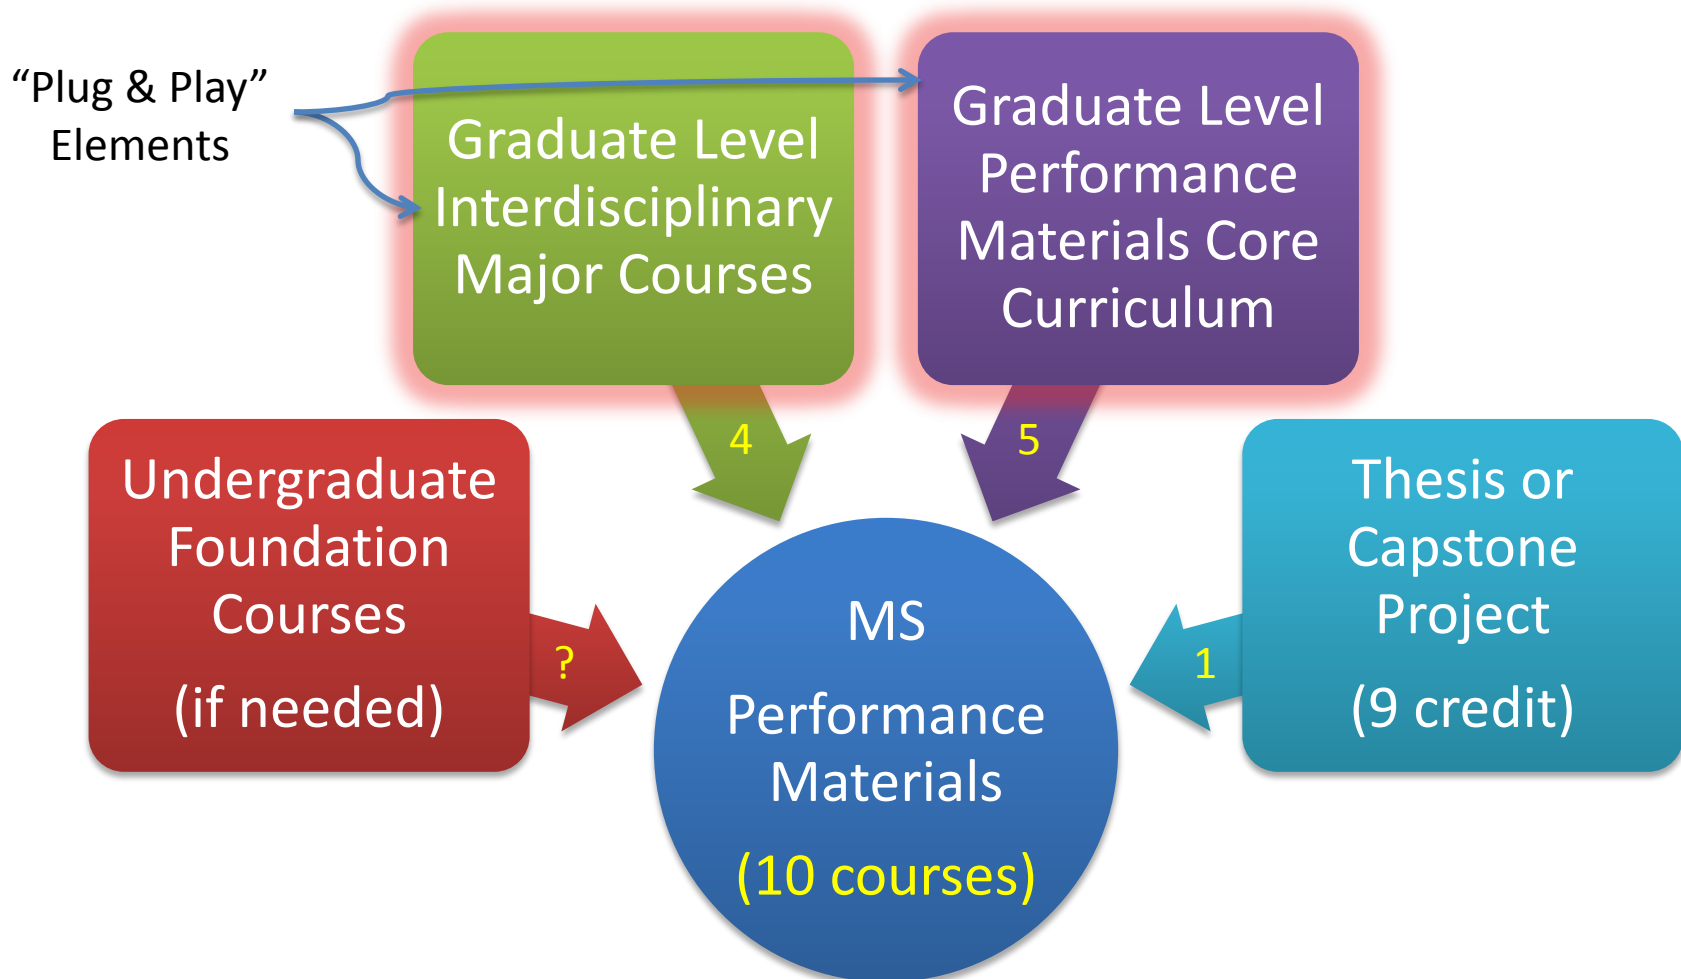 “Plug & Play”
Elements
Graduate Level
Interdisciplinary
Major Courses
Graduate Level
Performance
Materials Core
Curriculum
4
5
Undergraduate
Foundation
Courses
(if needed)
?
MS
Performance
Materials
(10 courses)
1
Thesis or
Capstone
Project
(9 credit)